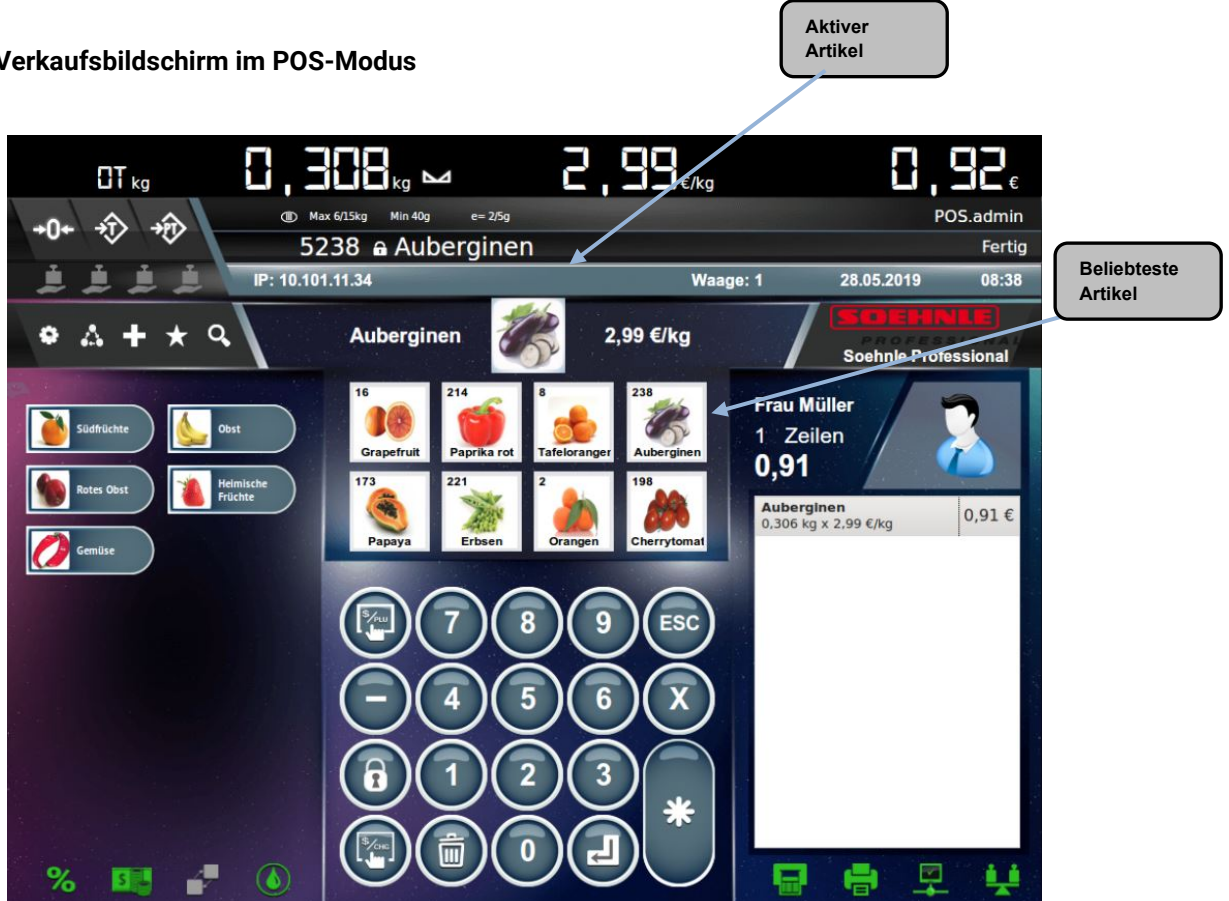 Aktiver
Artikel
Verkaufsbildschirm im POS-Modus
0T kg 0,308 kg 2,99 €/kg 0,92 €
→0← →T →PT
Max 6/15kg Min 40g e= 2/5g POS.admin
5238 Auberginen Fertig
IP: 10.101.11.34 Waage: 1 28.05.2019 08:38
Beliebteste
Artikel
Auberginen 2,99 €/kg
SOEHNLE
PROFESSIONAL
Soehnle Professional
Südfrüchte Obst
Rotes Obst Heimische
Früchte
Gemüse
16 214 8 238
Grapefruit Paprika rot Tafeloranger Auberginen
173 221 2 198
Papaya Erbsen Orangen Cherrytomat
Frau Müller
1 Zeilen
0,91
Auberginen
0,306 kg x 2,99 €/kg 0,91 €
$/PLU 7 8 9 ESC
- 4 5 6 X
1 2 3
*
$/CHG 0
%
$